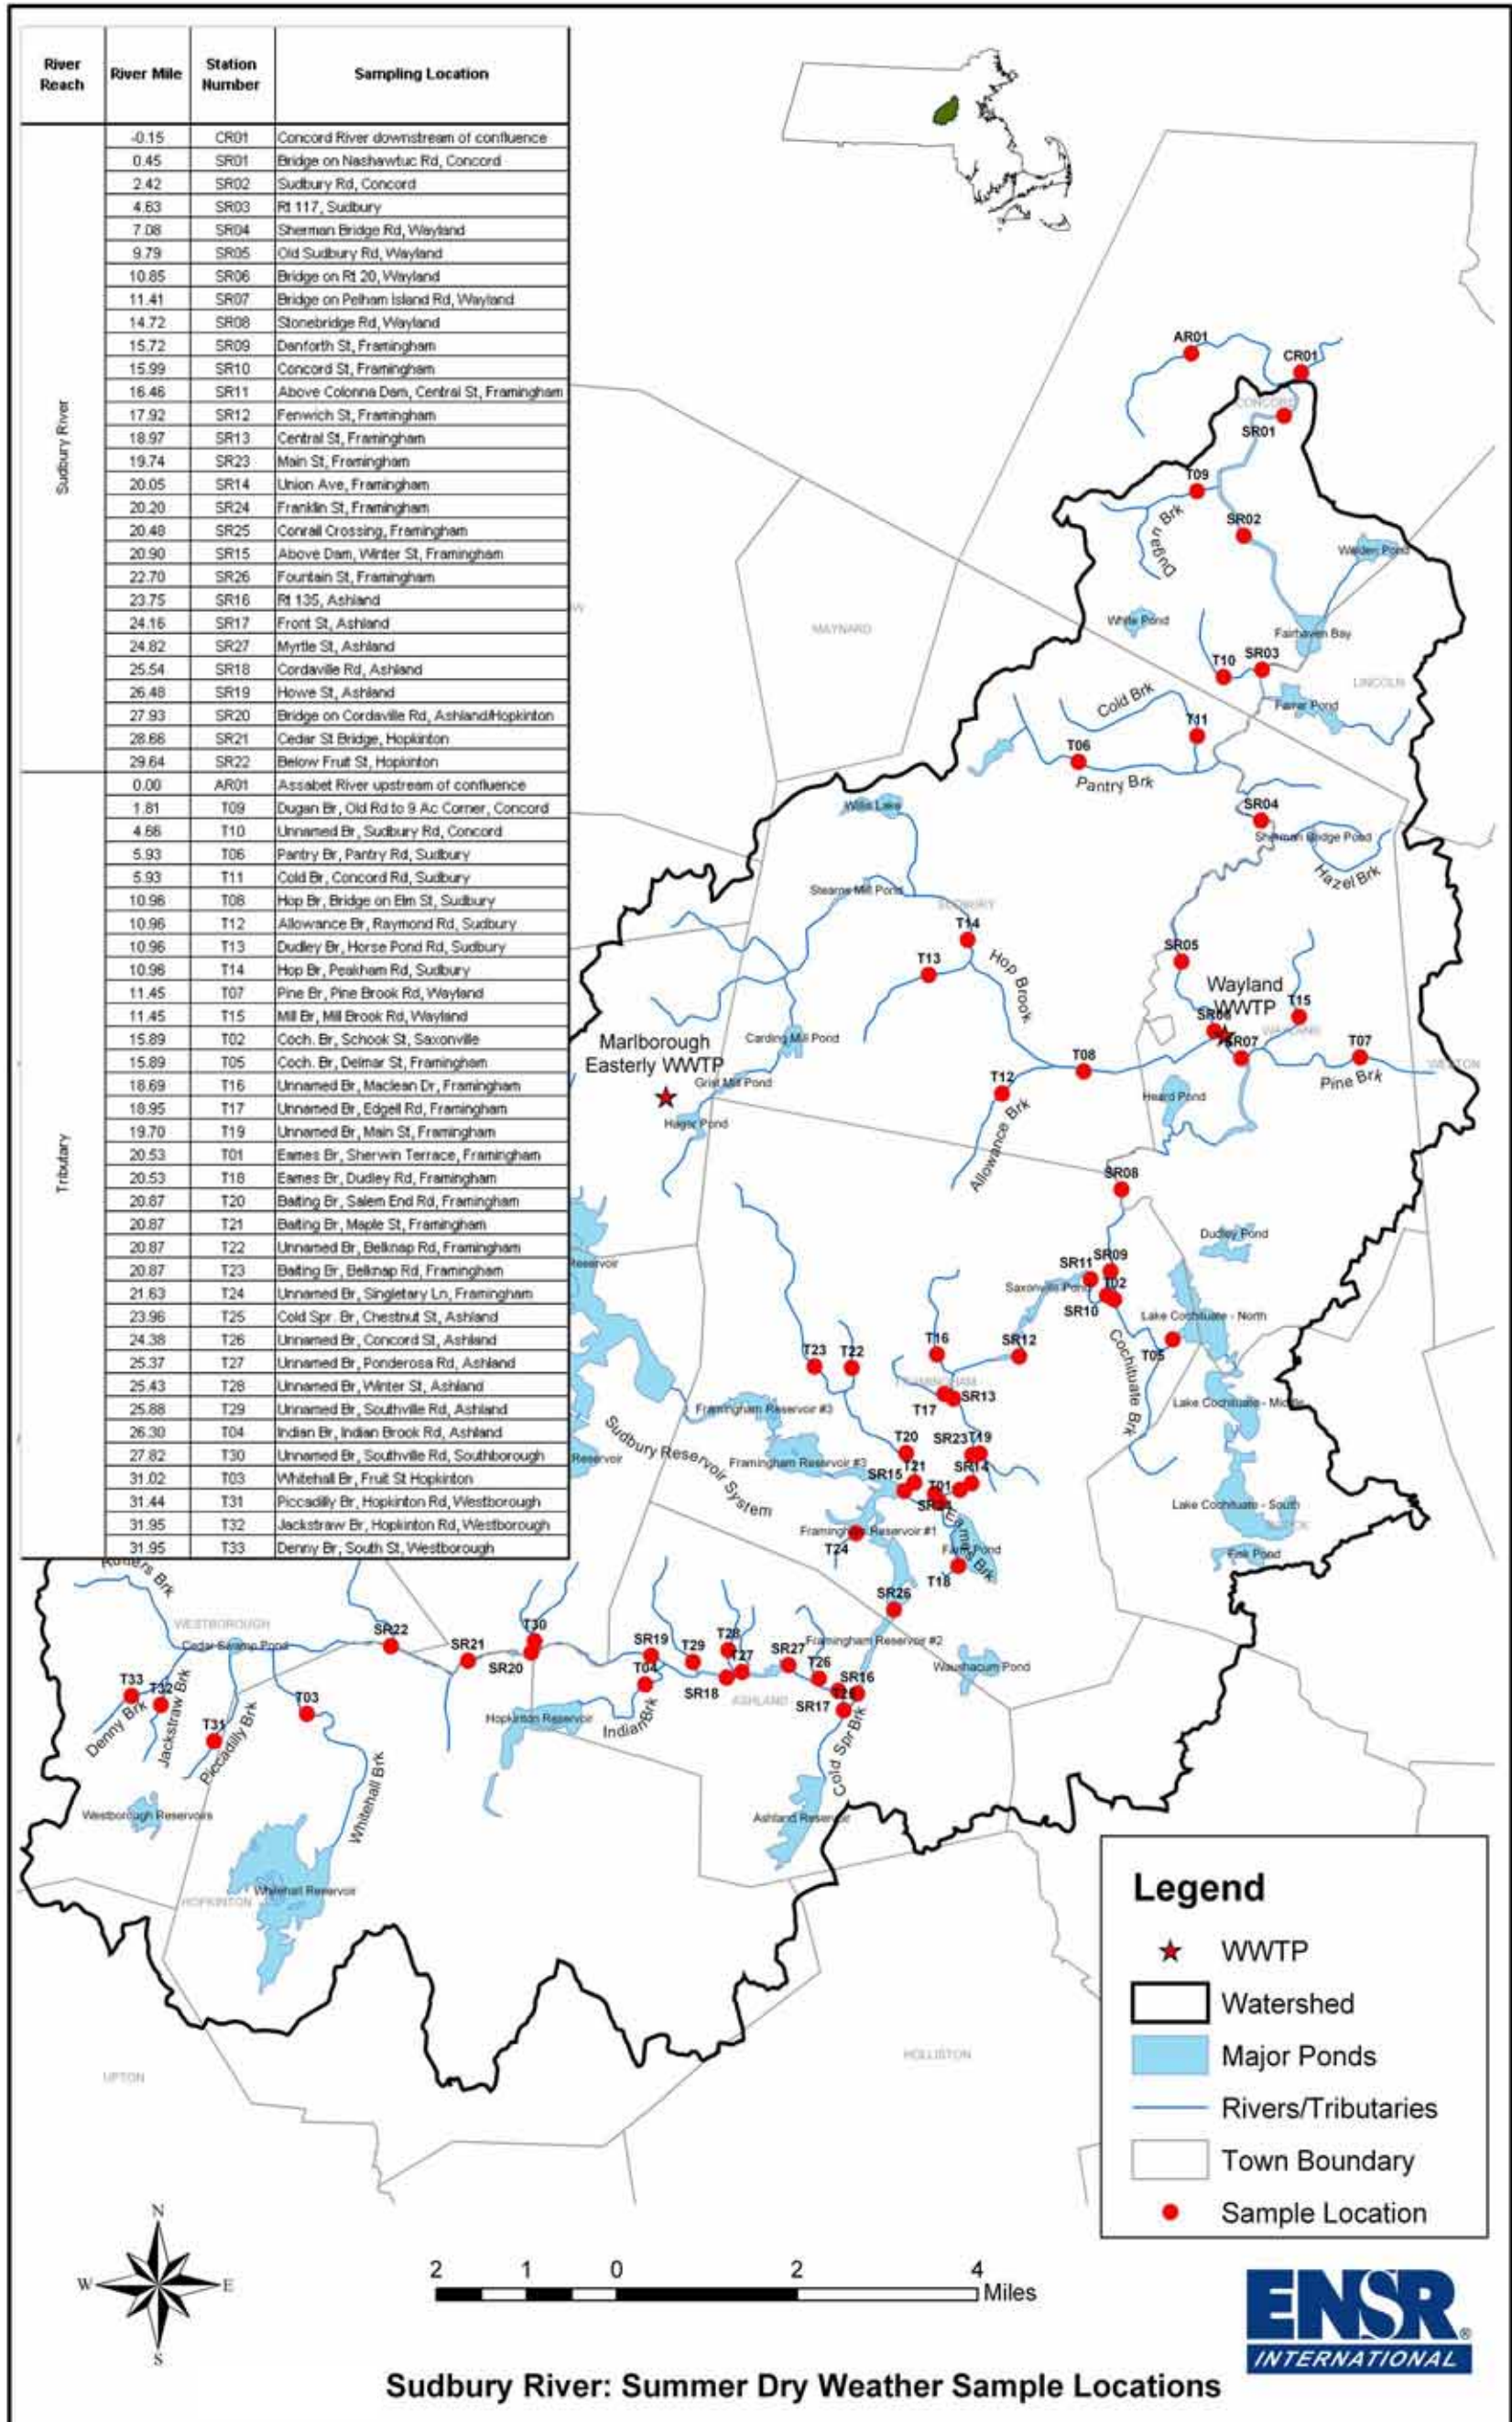 River Reach River Mile Station Number Sampling Location
Sudbury River
-0.15 CR01 Concord River downstream of confluence
0.45 SR01 Bridge on Nashawtuc Rd, Concord
2.42 SR02 Sudbury Rd, Concord
4.63 SR03 Rt 117, Sudbury
7.08 SR04 Sherman Bridge Rd, Wayland
9.79 SR05 Old Sudbury Rd, Wayland
10.85 SR06 Bridge on Rt 20, Wayland
11.41 SR07 Bridge on Pelham Island Rd, Wayland
14.72 SR08 Stonebridge Rd, Wayland
15.72 SR09 Danforth St, Framingham
15.99 SR10 Concord St, Framingham
16.46 SR11 Above Colonna Dam, Central St, Framingham
17.92 SR12 Fenwich St, Framingham
18.97 SR13 Central St, Framingham
19.74 SR23 Main St, Framingham
20.05 SR14 Union Ave, Framingham
20.20 SR24 Franklin St, Framingham
20.48 SR25 Conrail Crossing, Framingham
20.90 SR15 Above Dam, Winter St, Framingham
22.70 SR26 Fountain St, Framingham
23.75 SR16 Rt 135, Ashland
24.16 SR17 Front St, Ashland
24.82 SR27 Myrtle St, Ashland
25.54 SR18 Cordaville Rd, Ashland
26.48 SR19 Howe St, Ashland
27.93 SR20 Bridge on Cordaville Rd, Ashland/Hopkinton
28.66 SR21 Cedar St Bridge, Hopkinton
29.64 SR22 Below Fruit St, Hopkinton
Tributary
0.00 AR01 Assabet River upstream of confluence
1.81 T09 Dugan Br, Old Rd to 9 Ac Corner, Concord
4.66 T10 Unnamed Br, Sudbury Rd, Concord
5.93 T06 Pantry Br, Pantry Rd, Sudbury
5.93 T11 Cold Br, Concord Rd, Sudbury
10.96 T08 Hop Br, Bridge on Elm St, Sudbury
10.96 T12 Allowance Br, Raymond Rd, Sudbury
10.96 T13 Dudley Br, Horse Pond Rd, Sudbury
10.96 T14 Hop Br, Peakham Rd, Sudbury
11.45 T07 Pine Br, Pine Brook Rd, Wayland
11.45 T15 Mill Br, Mill Brook Rd, Wayland
15.89 T02 Coch. Br, Schook St, Saxonville
15.89 T05 Coch. Br, Delmar St, Framingham
18.69 T16 Unnamed Br, Maclean Dr, Framingham
18.95 T17 Unnamed Br, Edgell Rd, Framingham
19.70 T19 Unnamed Br, Main St, Framingham
20.53 T01 Eames Br, Sherwin Terrace, Framingham
20.53 T18 Eames Br, Dudley Rd, Framingham
20.87 T20 Baiting Br, Salem End Rd, Framingham
20.87 T21 Baiting Br, Maple St, Framingham
20.87 T22 Unnamed Br, Belknap Rd, Framingham
20.87 T23 Baiting Br, Belknap Rd, Framingham
21.63 T24 Unnamed Br, Singletary Ln, Framingham
23.96 T25 Cold Spr. Br, Chestnut St, Ashland
24.38 T26 Unnamed Br, Concord St, Ashland
25.37 T27 Unnamed Br, Ponderosa Rd, Ashland
25.43 T28 Unnamed Br, Winter St, Ashland
25.88 T29 Unnamed Br, Southville Rd, Ashland
26.30 T04 Indian Br, Indian Brook Rd, Ashland
27.82 T30 Unnamed Br, Southville Rd, Southborough
31.02 T03 Whitehall Br, Fruit St Hopkinton
31.44 T31 Piccadilly Br, Hopkinton Rd, Westborough
31.95 T32 Jackstraw Br, Hopkinton Rd, Westborough
31.95 T33 Denny Br, South St, Westborough
AR01
CR01
CONCORD
SR01
T09
Dugan Brk
SR02
Walden Pond
White Pond
Fairhaven Bay
MAYNARD
T10
SR03
LINCOLN
Cold Brk
Farrar Pond
T11
T06
Pantry Brk
SR04
Willis Lake
Sherman Bridge Pond
Hazel Brk
Stearns Mill Pond
SUDBURY
T14
T13
Hop Brook
SR05
Wayland
WWTP
T15
SR06
WAYLAND
SR07
T07
WESTON
Pine Brk
Marlborough
Easterly WWTP
Carding Mill Pond
T08
Grist Mill Pond
T12
Heard Pond
Hager Pond
Allowance Brk
SR08
Dudley Pond
Reservoir
SR11
SR09
Saxonville Pond
T02
SR10
Lake Cochituate - North
T05
Cochituate Brk
T23
T22
T16
SR12
FRAMINGHAM
SR13
T17
Framingham Reservoir #3
Lake Cochituate - Middle
Sudbury Reservoir System
Reservoir
T20
SR23
T19
Framingham Reservoir #3
SR15
T21
SR14
T01
Lake Cochituate - South
Framingham Reservoir #1
T24
Eames Brk
Farm Pond
T18
Fisk Pond
SR26
Framingham Reservoir #2
Waushacum Pond
WESTBOROUGH
Cedar Swamp Pond
SR22
SR21
T30
SR20
SR19
T29
T28
T27
SR27
T26
SR16
T04
SR18
ASHLAND
SR17
T25
T33
T32
Denny Brk
Jackstraw Brk
T31
Piccadilly Brk
T03
Hopkinton Reservoir
Indian Brk
Cold Spr Brk
Whitehall Brk
Westborough Reservoirs
Ashland Reservoir
Whitehall Reservoir
HOPKINTON
UPTON
HOLLISTON
Legend
WWTP
Watershed
Major Ponds
Rivers/Tributaries
Town Boundary
Sample Location
N
W E
S
2 1 0 2 4
Miles
ENSR®
INTERNATIONAL
Sudbury River: Summer Dry Weather Sample Locations